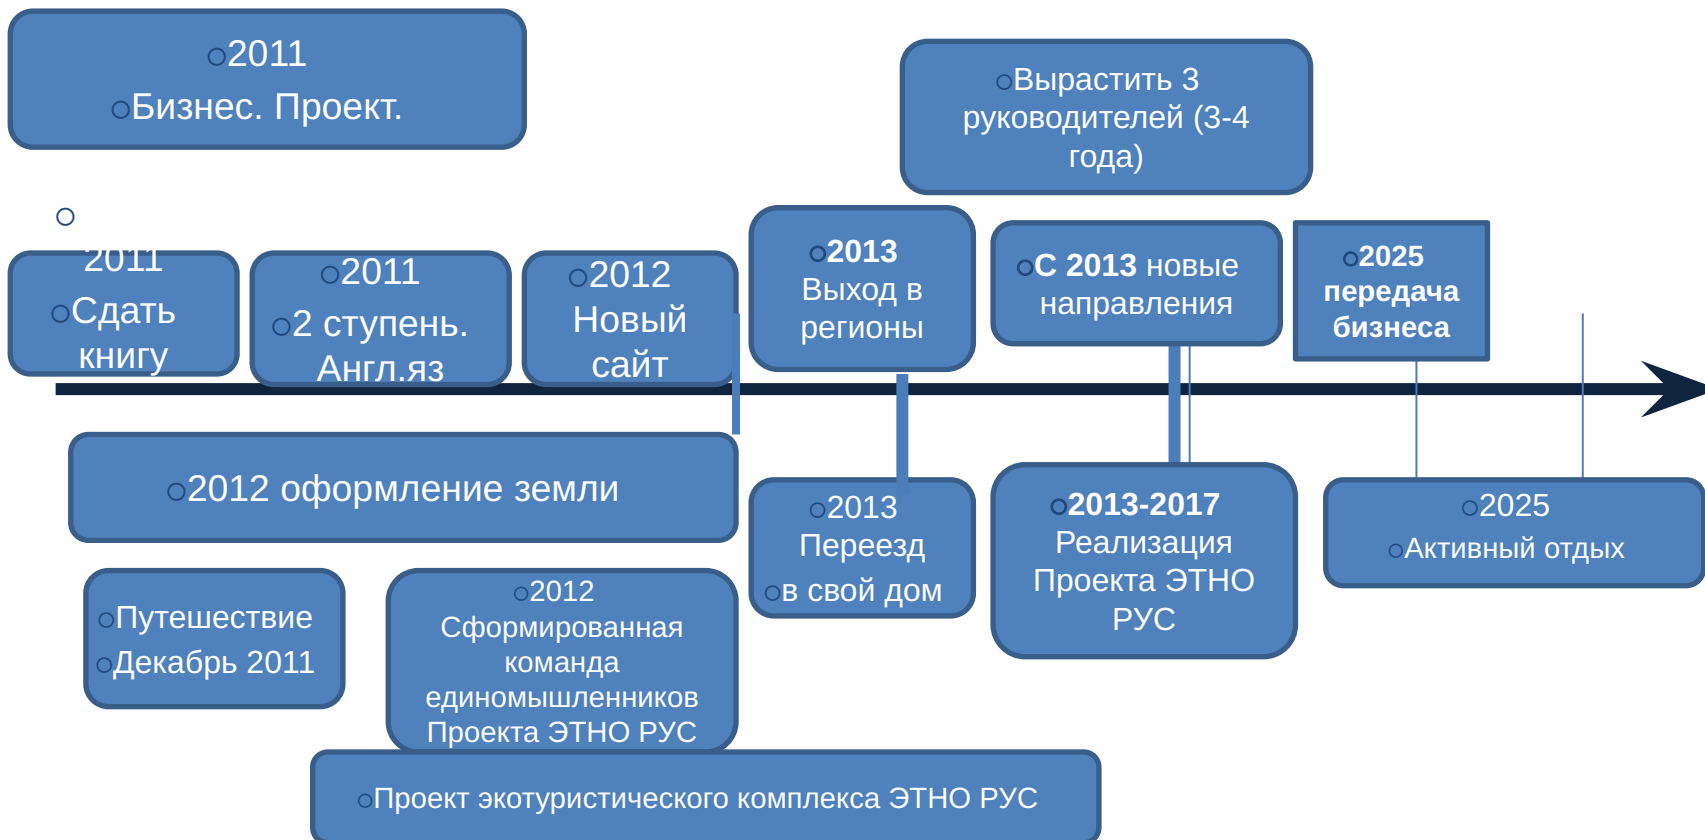 2011
Бизнес. Проект.
Вырастить 3
руководителей (3-4
года)
2011
Сдать
книгу
2011
2 ступень.
Англ.яз
2012
Новый
сайт
2013
Выход в
регионы
С 2013 новые
направления
2025
передача
бизнеса
2012 оформление земли
2013
Переезд
в свой дом
2013-2017
Реализация
Проекта ЭТНО
РУС
2025
Активный отдых
Путешествие
Декабрь 2011
2012
Сформированная
команда
единомышленников
Проекта ЭТНО РУС
Проект экотуристического комплекса ЭТНО РУС